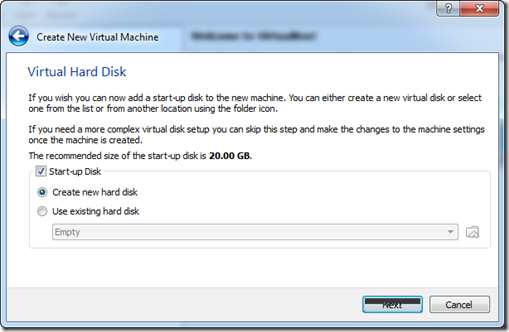 Create New Virtual Machine
Virtual Hard Disk
If you wish you can now add a start-up disk to the new machine. You can either create a new virtual disk or select
one from the list or from another location using the folder icon.
If you need a more complex virtual disk setup you can skip this step and make the changes to the machine settings
once the machine is created.
The recommended size of the start-up disk is 20.00 GB.
Start-up Disk
Create new hard disk
Use existing hard disk
Empty
Cancel